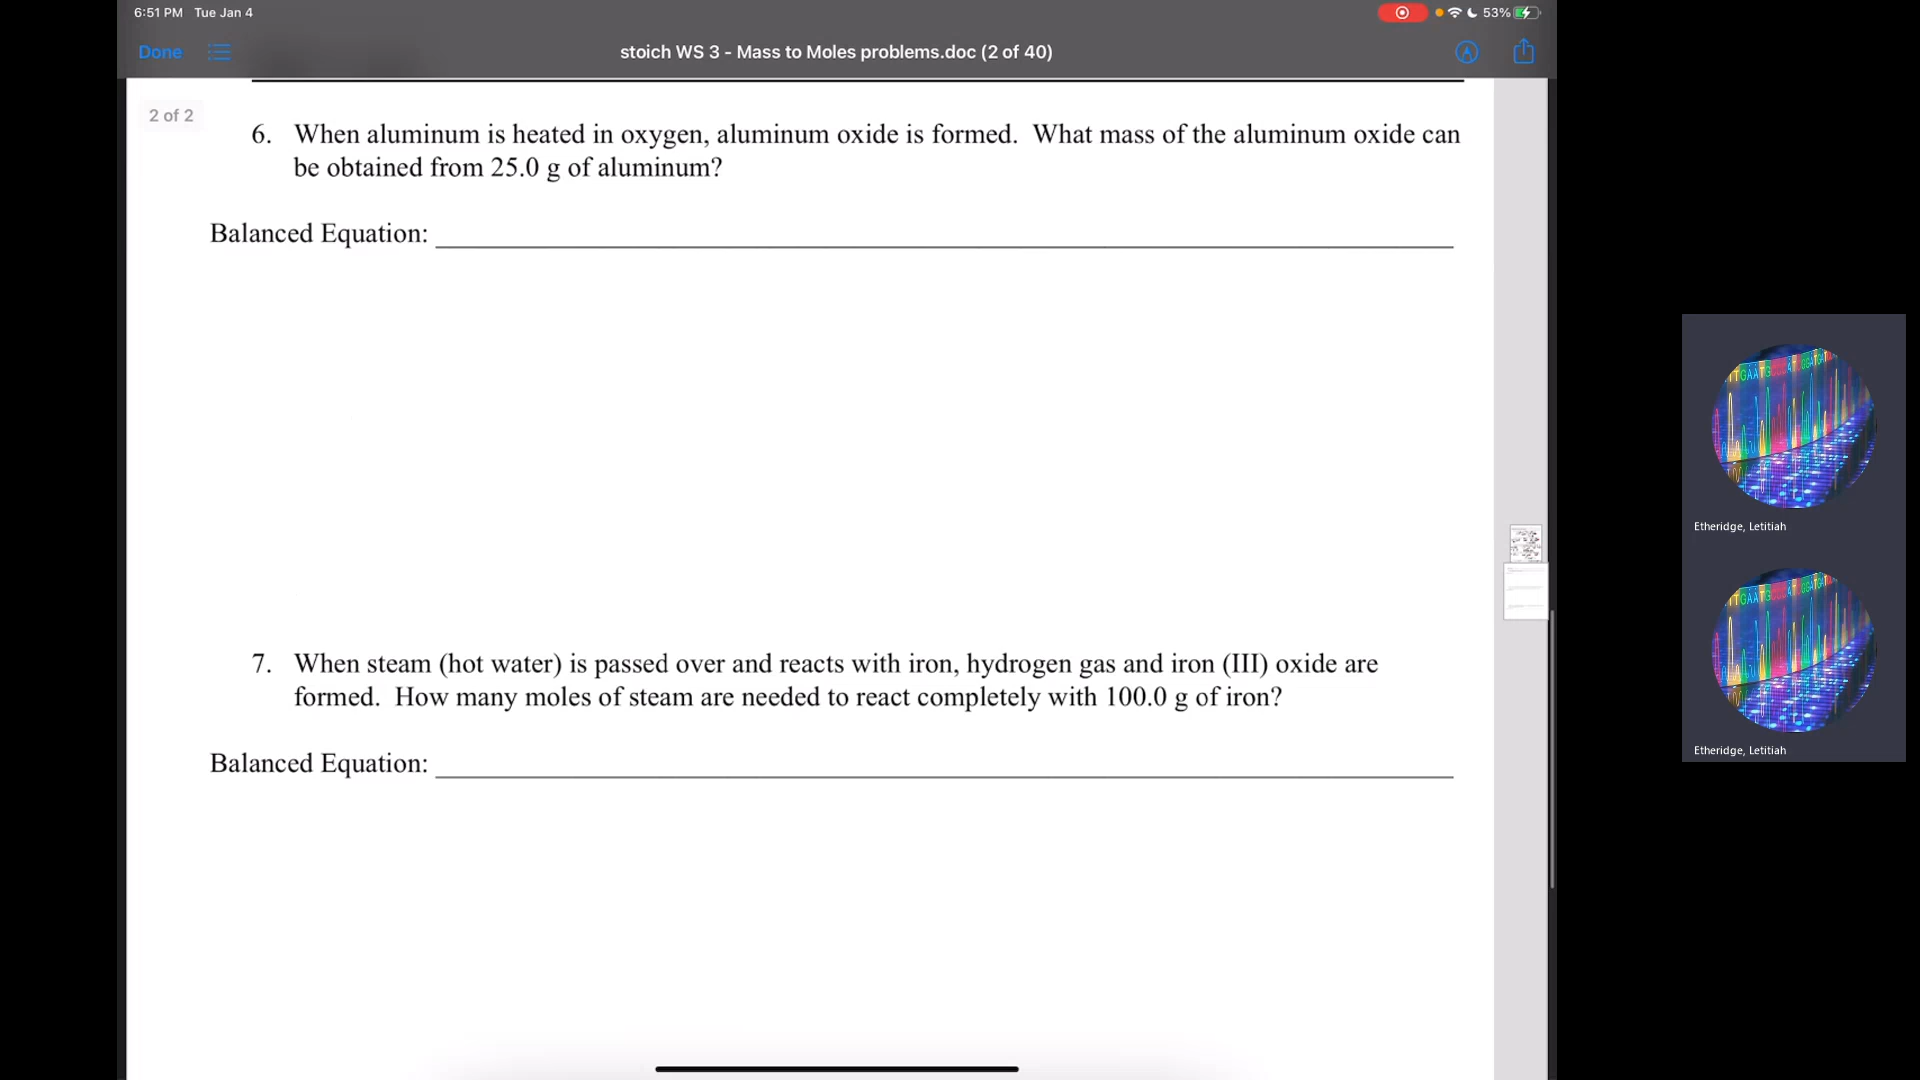 6:51 PM Tue Jan 4
53%
Done
stoich WS 3 - Mass to Moles problems.doc (2 of 40)
2 of 2
6. When aluminum is heated in oxygen, aluminum oxide is formed. What mass of the aluminum oxide can
be obtained from 25.0 g of aluminum?
Balanced Equation:
7. When steam (hot water) is passed over and reacts with iron, hydrogen gas and iron (III) oxide are
formed. How many moles of steam are needed to react completely with 100.0 g of iron?
Balanced Equation:
Etheridge, Letitiah
Etheridge, Letitiah